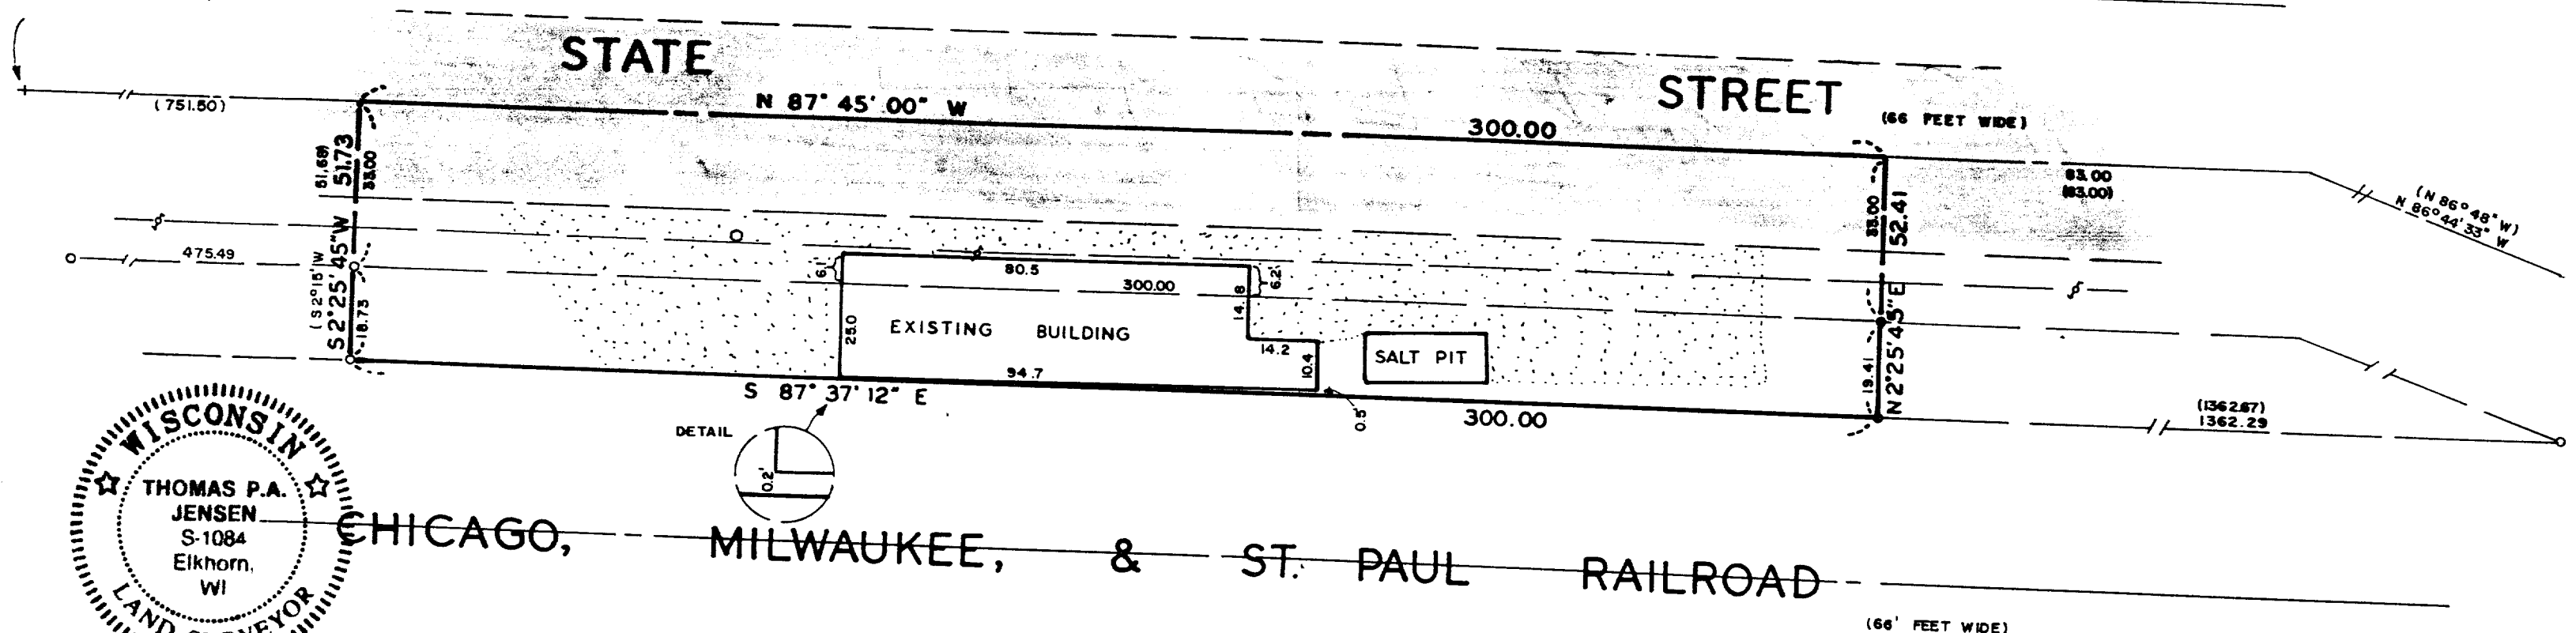 STATE STREET
(66 FEET WIDE)
(751.50)
N 87° 45' 00" W
300.00
(51.68)
51.73
33.00
33.00
52.41
83.00
(83.00)
(N 86° 48" W)
N 86° 44' 33" W
475.49
6.1
80.5
300.00
6.2'
14.8
(S 2° 15' W
S 2° 25' 45" W
18.73
25.0
EXISTING BUILDING
14.2
10.4
SALT PIT
19.41
N 2° 25' 45" E
94.7
S 87° 37' 12" E
0.5
300.00
(1362.67)
1362.29
DETAIL
0.2'
WISCONSIN
THOMAS P.A.
JENSEN
S-1084
Elkhorn,
WI
LAND SURVEYOR
CHICAGO, MILWAUKEE, & ST. PAUL RAILROAD
(66' FEET WIDE)